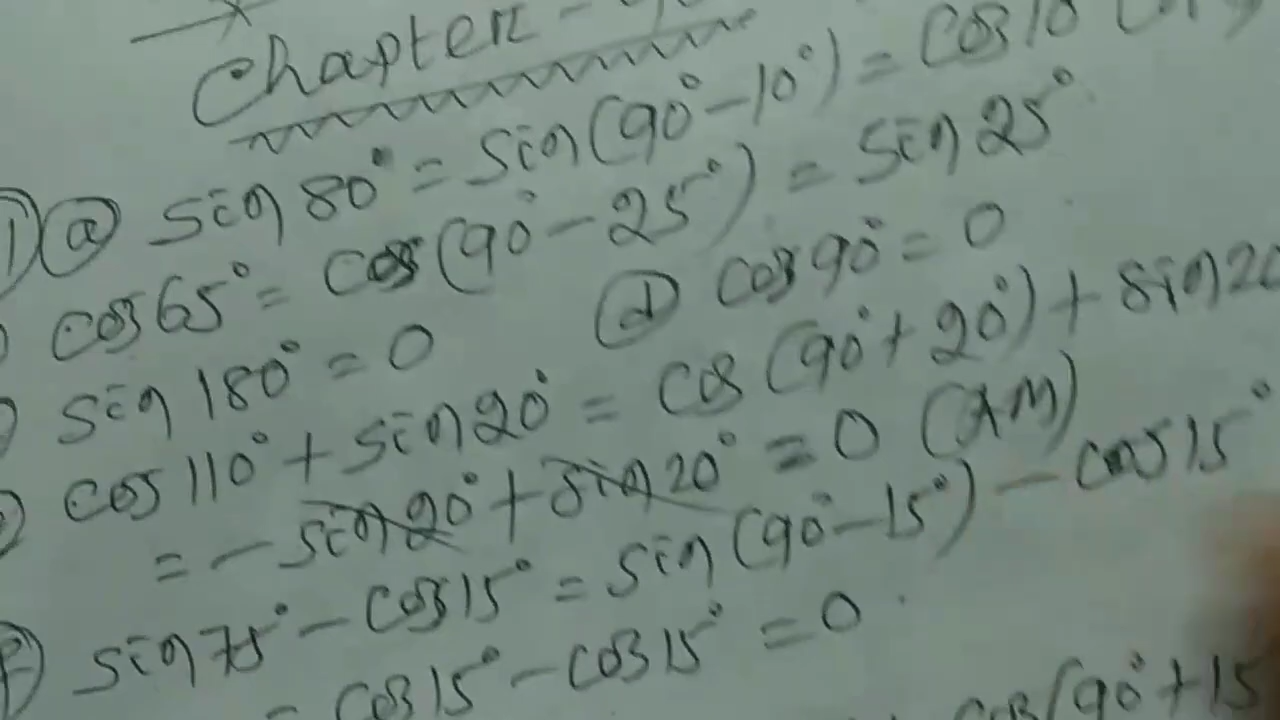 Chapter -
1) (a) sin 80° = sin(90° - 10°) = cos 10
cos 65° = cos(90° - 25°) = sin 25°
sin 180° = 0 (d) cos 90° = 0
cos 110° + sin 20° = cos(90° + 20°) + sin 20
= - sin 20° + sin 20° = 0 (AM)
sin 75° - cos 15° = sin(90° - 15°) - cos 15°
= cos 15° - cos 15° = 0
cos(90° + 15